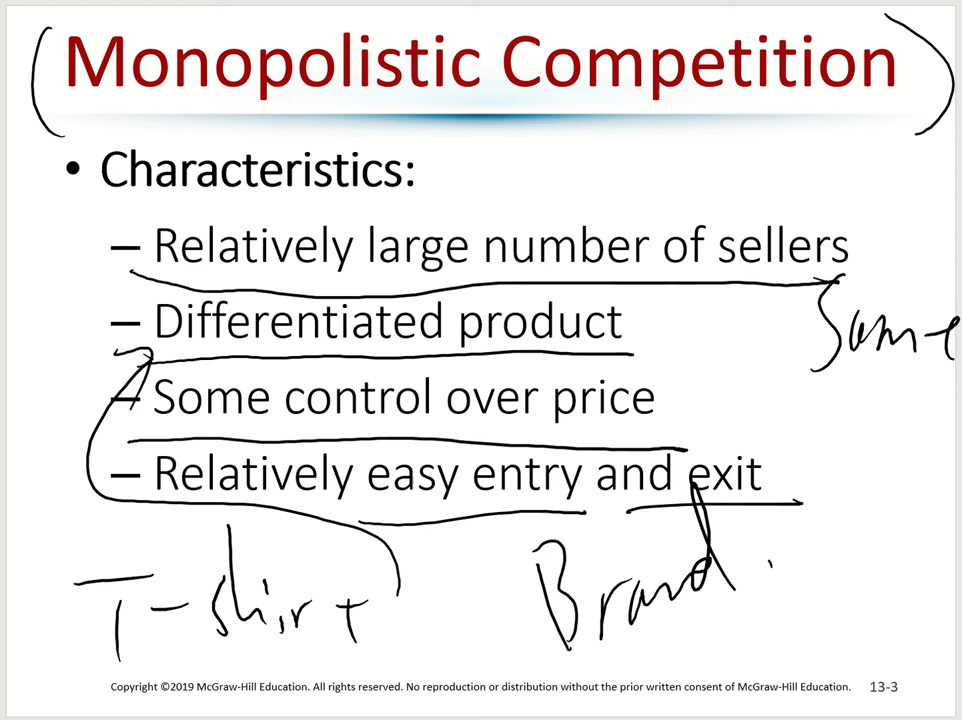 Monopolistic Competition
• Characteristics:
– Relatively large number of sellers
– Differentiated product
Same
– Some control over price
– Relatively easy entry and exit
T-shirt Brand.
Copyright ©2019 McGraw-Hill Education. All rights reserved. No reproduction or distribution without the prior written consent of McGraw-Hill Education. 13-3